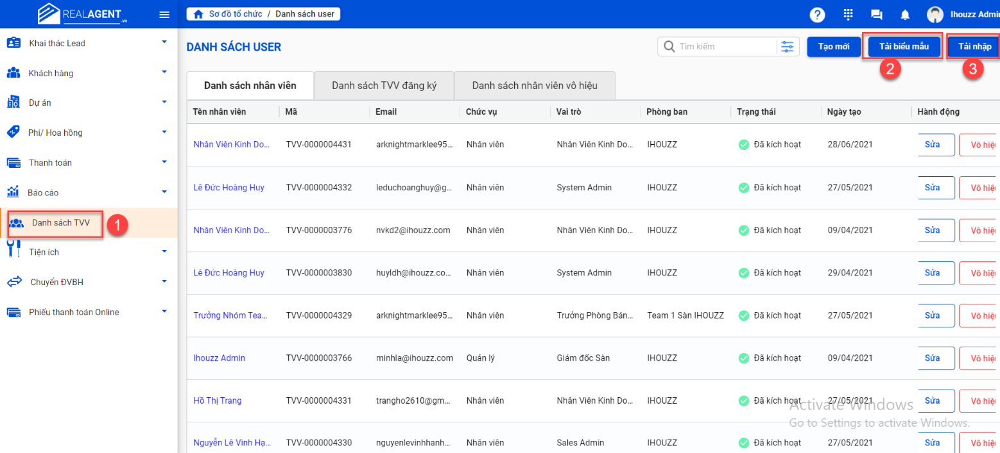 REALAGENT.vn
Sơ đồ tổ chức / Danh sách user
?
Ihouzz Admin
Khai thác Lead
Khách hàng
Dự án
Phí/ Hoa hồng
Thanh toán
Báo cáo
Danh sách TVV
1
Tiện ích
Chuyển ĐVBH
Phiếu thanh toán Online
DANH SÁCH USER
Tìm kiếm
Tạo mới
Tải biểu mẫu
Tải nhập
2
3
Danh sách nhân viên
Danh sách TVV đăng ký
Danh sách nhân viên vô hiệu
Tên nhân viên Mã Email Chức vụ Vai trò Phòng ban Trạng thái Ngày tạo Hành động
Nhân Viên Kinh Do... TVV-0000004431 arknightmarklee95... Nhân viên Nhân Viên Kinh Do... IHOUZZ Đã kích hoạt 28/06/2021 Sửa Vô hiệ
Lê Đức Hoàng Huy TVV-0000004332 leduchoanghuy@g... Nhân viên System Admin IHOUZZ Đã kích hoạt 27/05/2021 Sửa Vô hiệ
Nhân Viên Kinh Do... TVV-0000003776 nvkd2@ihouzz.com Nhân viên Nhân Viên Kinh Do... IHOUZZ Đã kích hoạt 09/04/2021 Sửa Vô hiệ
Lê Đức Hoàng Huy TVV-0000003830 huyldh@ihouzz.co... Nhân viên System Admin IHOUZZ Đã kích hoạt 29/04/2021 Sửa Vô hiệ
Trưởng Nhóm Tea... TVV-0000004329 arknightmarklee95... Nhân viên Trưởng Phòng Bán... Team 1 Sàn IHOUZZ Đã kích hoạt 27/05/2021 Sửa Vô hiệ
Ihouzz Admin TVV-0000003766 minhla@ihouzz.com Quản lý Giám đốc Sàn IHOUZZ Đã kích hoạt 09/04/2021 Sửa Vô hiệ
Hồ Thị Trang TVV-0000004331 trangho2610@gm... Nhân viên Nhân Viên Kinh Do... IHOUZZ Đã kích hoạt 27/05/2021 Sửa Vô hiệ
Activate Windows
Go to Settings to activate Windows.
Nguyễn Lê Vinh Hạ... TVV-0000004330 nguyenlevinhhanh... Nhân viên Sales Admin IHOUZZ Đã kích hoạt 27/05/2021 Sửa Vô hiệ